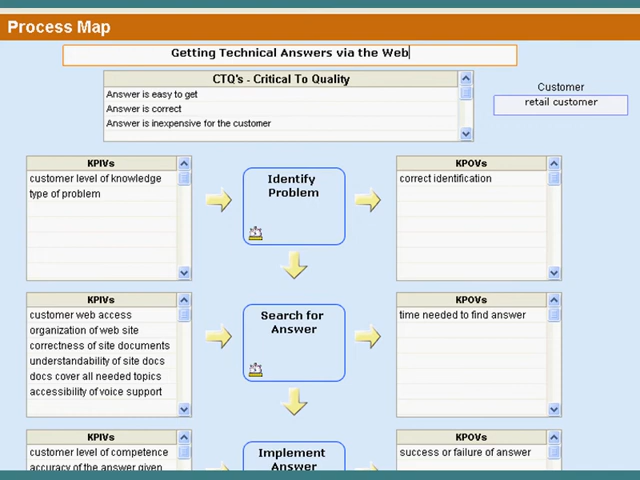 Process Map
Getting Technical Answers via the Web
CTQ's - Critical To Quality
Answer is easy to get
Answer is correct
Answer is inexpensive for the customer
Customer
retail customer
KPIVs
customer level of knowledge
type of problem
Identify
Problem
KPOVs
correct identification
KPIVs
customer web access
organization of web site
correctness of site documents
understandability of site docs
docs cover all needed topics
accessibility of voice support
Search for
Answer
KPOVs
time needed to find answer
KPIVs
customer level of competence
accuracy of the answer given
Implement
Answer
KPOVs
success or failure of answer